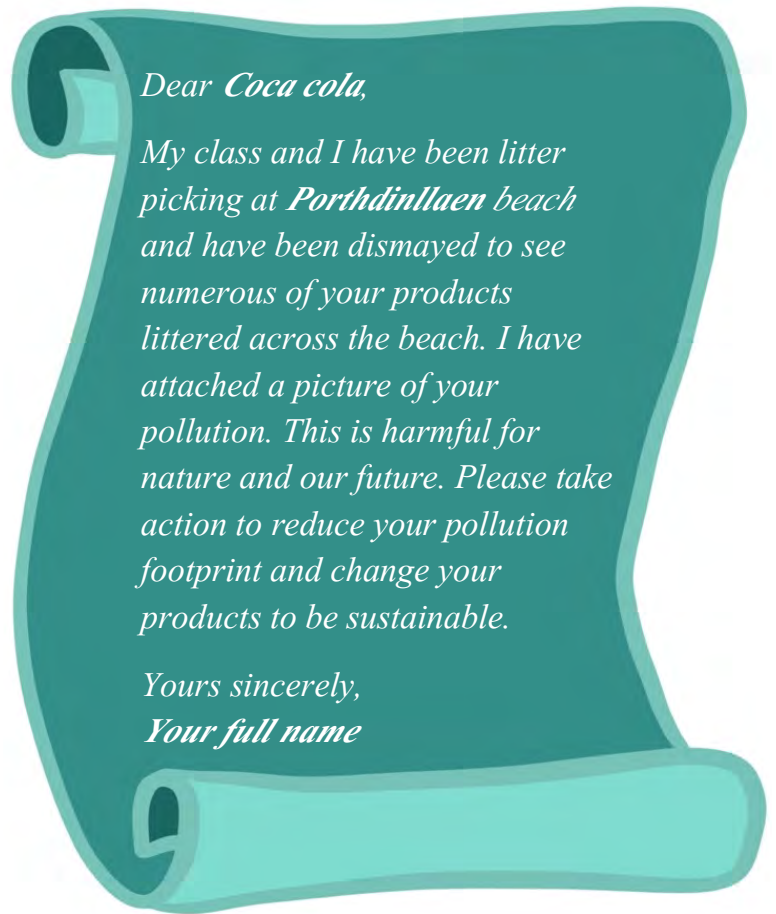 Dear Coca cola,
My class and I have been litter
picking at Porthdinllaen beach
and have been dismayed to see
numerous of your products
littered across the beach. I have
attached a picture of your
pollution. This is harmful for
nature and our future. Please take
action to reduce your pollution
footprint and change your
products to be sustainable.
Yours sincerely,
Your full name